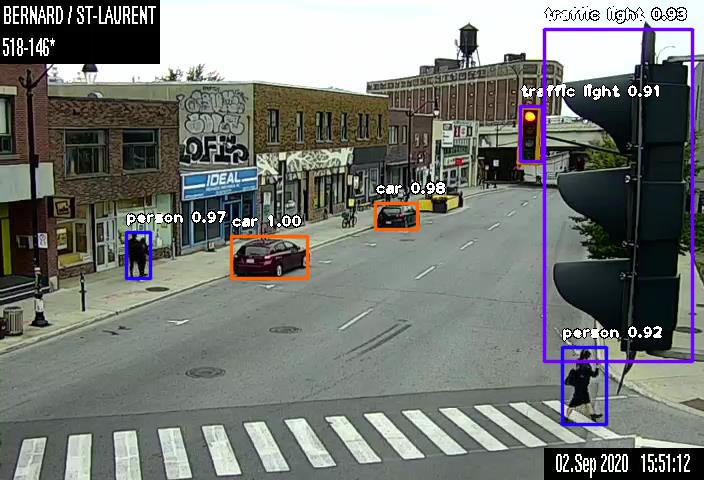 BERNARD / ST-LAURENT
518-146*
traffic light 0.93
traffic light 0.91
car 0.98
person 0.97
car 1.00
IDEAL
person 0.92
02.Sep 2020 15:51:12